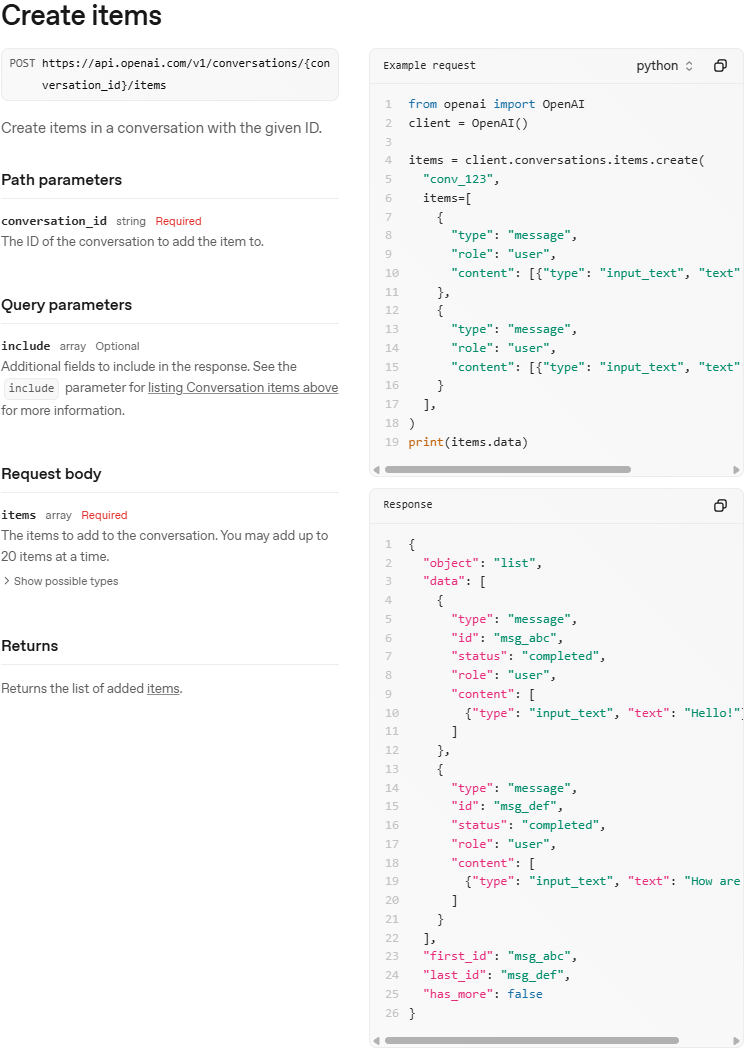 Create items
POST https://api.openai.com/v1/conversations/{con
versation_id}/items
Create items in a conversation with the given ID.
Path parameters
conversation_id string Required
The ID of the conversation to add the item to.
Query parameters
include array Optional
Additional fields to include in the response. See the
include parameter for listing Conversation items above
for more information.
Request body
items array Required
The items to add to the conversation. You may add up to
20 items at a time.
Show possible types
Returns
Returns the list of added items.
Example request python
1 from openai import OpenAI
2 client = OpenAI()
3
4 items = client.conversations.items.create(
5 "conv_123",
6 items=[
7 {
8 "type": "message",
9 "role": "user",
10 "content": [{"type": "input_text", "text"
11 },
12 {
13 "type": "message",
14 "role": "user",
15 "content": [{"type": "input_text", "text"
16 }
17 ],
18 )
19 print(items.data)
Response
1 {
2 "object": "list",
3 "data": [
4 {
5 "type": "message",
6 "id": "msg_abc",
7 "status": "completed",
8 "role": "user",
9 "content": [
10 {"type": "input_text", "text": "Hello!"}
11 ]
12 },
13 {
14 "type": "message",
15 "id": "msg_def",
16 "status": "completed",
17 "role": "user",
18 "content": [
19 {"type": "input_text", "text": "How are
20 ]
21 }
22 ],
23 "first_id": "msg_abc",
24 "last_id": "msg_def",
25 "has_more": false
26 }